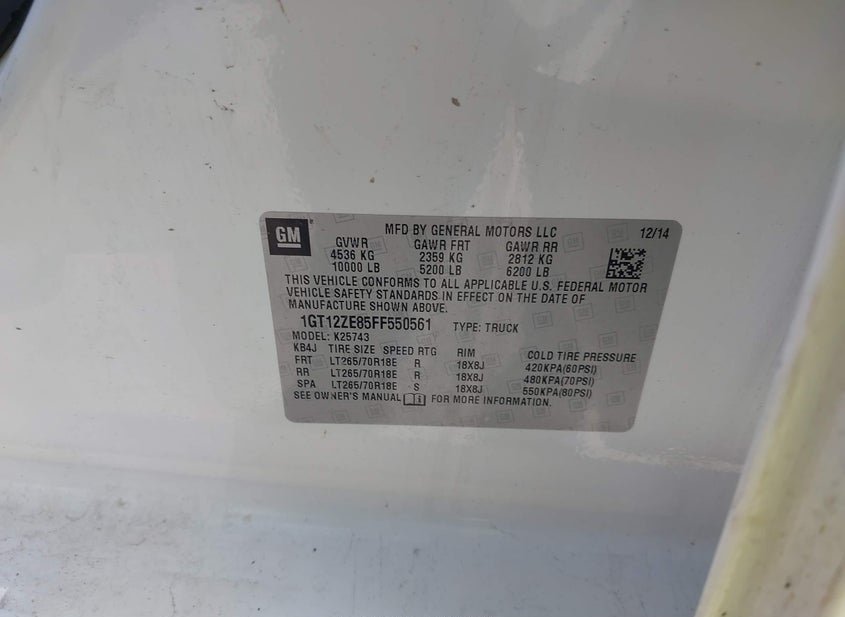 GM
MFD BY GENERAL MOTORS LLC 12/14
GVWR GAWR FRT GAWR RR
4536 KG 2359 KG 2812 KG
10000 LB 5200 LB 6200 LB
THIS VEHICLE CONFORMS TO ALL APPLICABLE U.S. FEDERAL MOTOR
VEHICLE SAFETY STANDARDS IN EFFECT ON THE DATE OF
MANUFACTURE SHOWN ABOVE.
1GT12ZE85FF550561 TYPE: TRUCK
MODEL: K25743
KB4J TIRE SIZE SPEED RTG RIM COLD TIRE PRESSURE
FRT LT265/70R18E R 18X8J 420KPA(60PSI)
RR LT265/70R18E R 18X8J 480KPA(70PSI)
SPA LT265/70R18E S 18X8J 550KPA(80PSI)
SEE OWNER'S MANUAL FOR MORE INFORMATION.